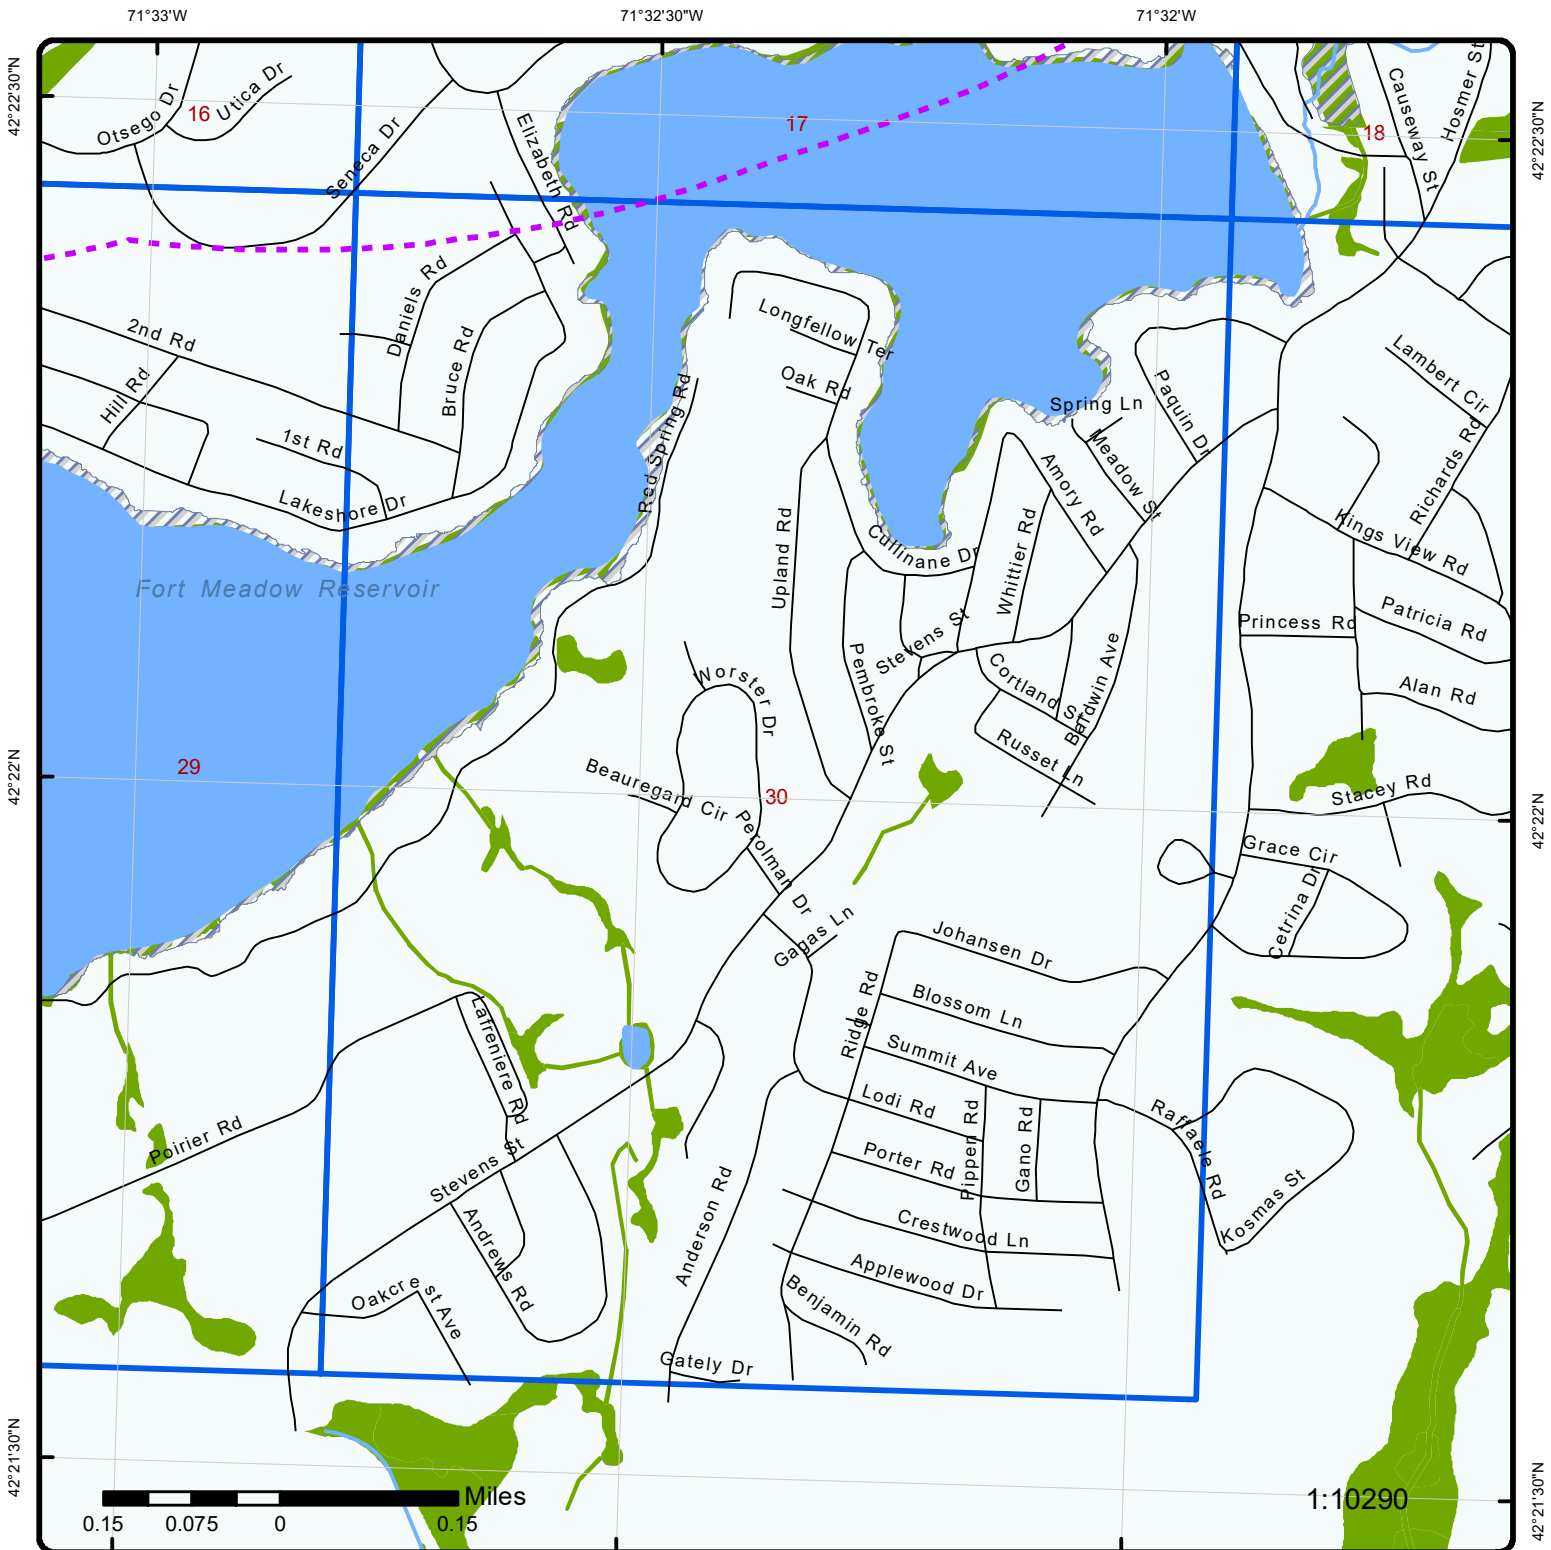 71°33'W
71°32'30"W
71°32'W
42°22'30"N
42°22'30"N
Otsego Dr
16
Utica Dr
Seneca Dr
Elizabeth Rd
17
18
Causeway St
Hosmer St
Daniels Rd
2nd Rd
Hill Rd
Bruce Rd
1st Rd
Lakeshore Dr
Longfellow Ter
Oak Rd
Red Spring Rd
Spring Ln
Paquin Dr
Lambert Cir
Meadow St
Amory Rd
Richards Rd
Kings View Rd
Upland Rd
Cullinane Dr
Whittier Rd
Fort Meadow Reservoir
Stevens St
Princess Rd
Patricia Rd
Pembroke St
Cortland St
Baldwin Ave
Worster Dr
Alan Rd
Russet Ln
42°22'N
29
Beauregard Cir
30
Stacey Rd
42°22'N
Perolman Dr
Grace Cir
Cetrina Dr
Gagas Ln
Johansen Dr
Ridge Rd
Blossom Ln
Lafreniere Rd
Summit Ave
Lodi Rd
Pippen Rd
Gano Rd
Raffaele Rd
Poirier Rd
Stevens St
Porter Rd
Kosmas St
Anderson Rd
Andrews Rd
Crestwood Ln
Oakcrest Ave
Applewood Dr
Benjamin Rd
Gately Dr
42°21'30"N
42°21'30"N
Miles
1:10290
0.15 0.075 0 0.15